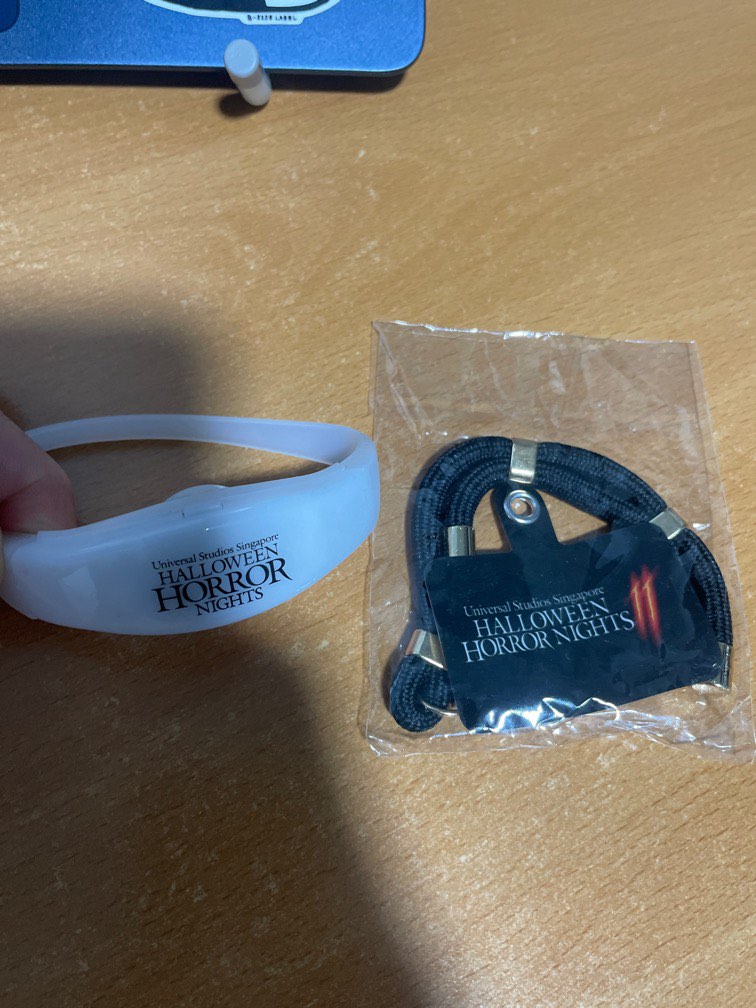 Universal Studios Singapore
HALLOWEEN
HORROR
NIGHTS
Universal Studios Singapore
HALLOWEEN
HORROR NIGHTS 11